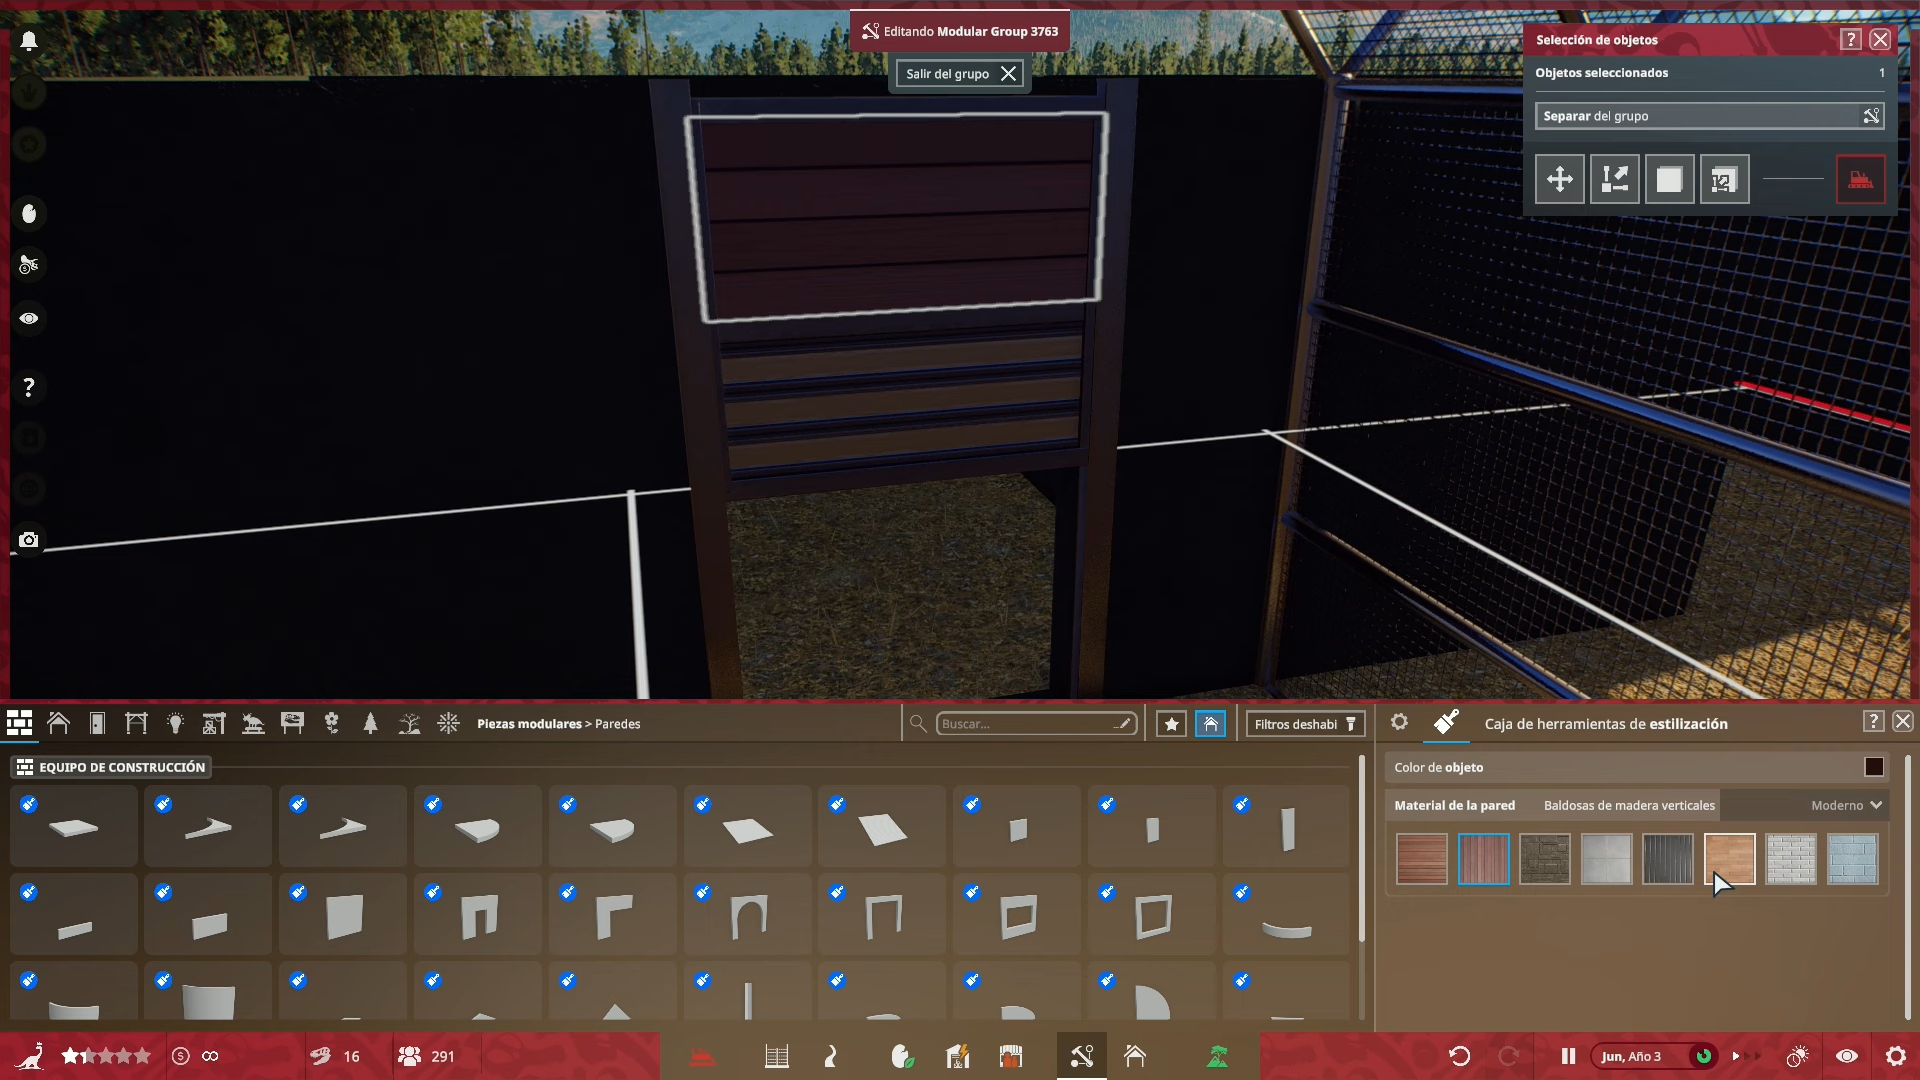 Editando Modular Group 3763
Salir del grupo
Selección de objetos
?
Objetos seleccionados 1
Separar del grupo
?
Piezas modulares > Paredes
Buscar...
Filtros deshabi
Caja de herramientas de estilización
?
EQUIPO DE CONSTRUCCIÓN
Color de objeto
Material de la pared Baldosas de madera verticales Moderno
∞
16
291
Jun, Año 3